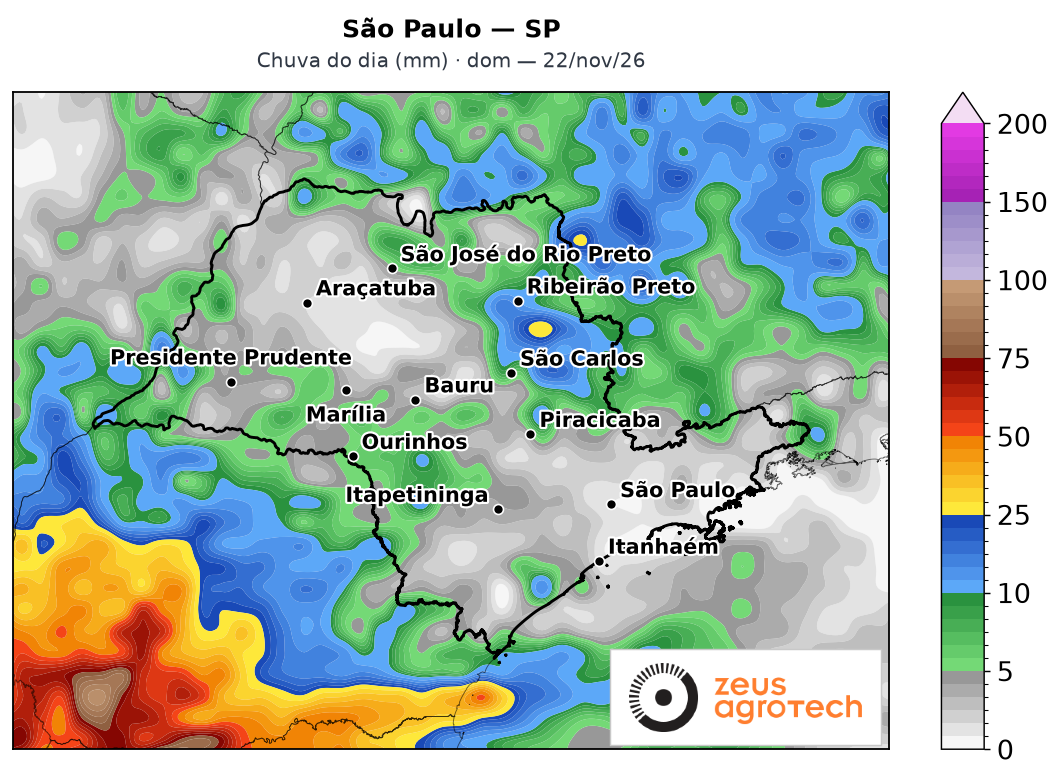 São Paulo — SP
Chuva do dia (mm) · dom — 22/nov/26
São José do Rio Preto
Araçatuba
Ribeirão Preto
Presidente Prudente
São Carlos
Bauru
Marília
Piracicaba
Ourinhos
Itapetininga
São Paulo
Itanhaém
zeus
agrotech
200
150
100
75
50
25
10
5
0